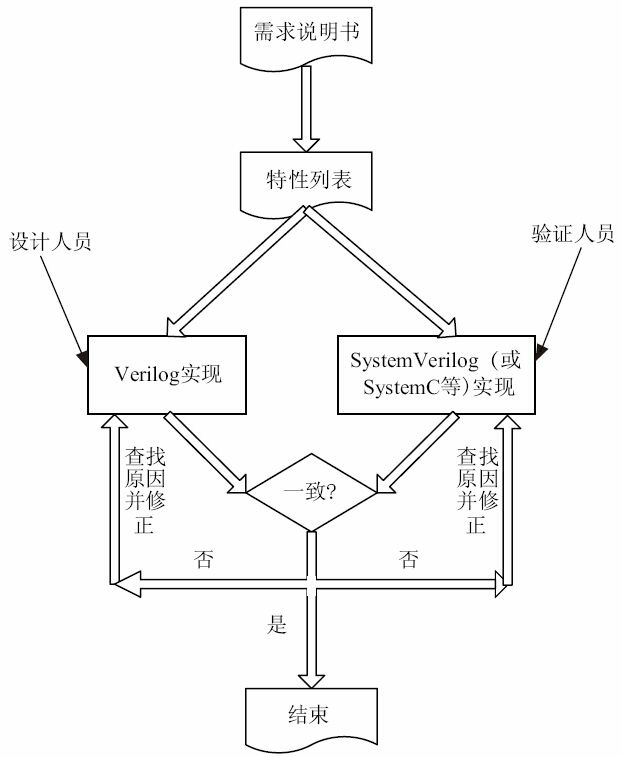 需求说明书
特性列表
设计人员
验证人员
Verilog实现
SystemVerilog（或
SystemC等)实现
查找
原因
并修
正
查找
原因
并修
正
一致?
否
否
是
结束